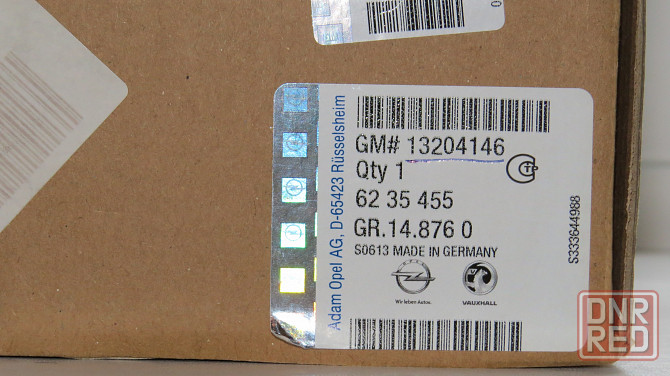 Adam Opel AG, D-65423 Rüsselsheim
GM# 13204146
Qty 1
62 35 455
GR.14.876 0
S0613 MADE IN GERMANY
Wir leben Autos.
VAUXHALL
S333644988
DNR
RED